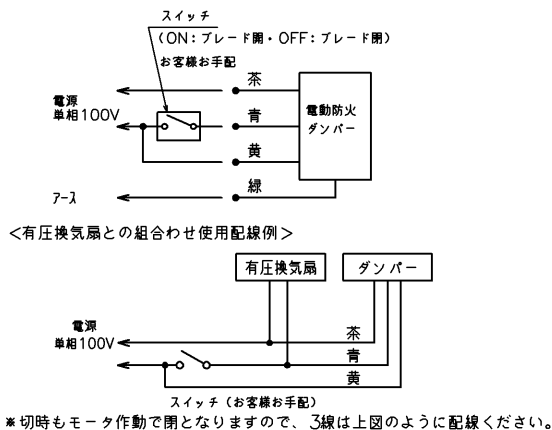 スイッチ
(ON:ブレード開・OFF:ブレード閉)
お客様お手配
茶
電源
単相100V
青
電動防火
ダンパー
黄
緑
アース
<有圧換気扇との組合わせ使用配線例>
有圧換気扇
ダンパー
電源
単相100V
茶
青
黄
スイッチ(お客様お手配)
※切時もモータ作動で閉となりますので、3線は上図のように配線ください。